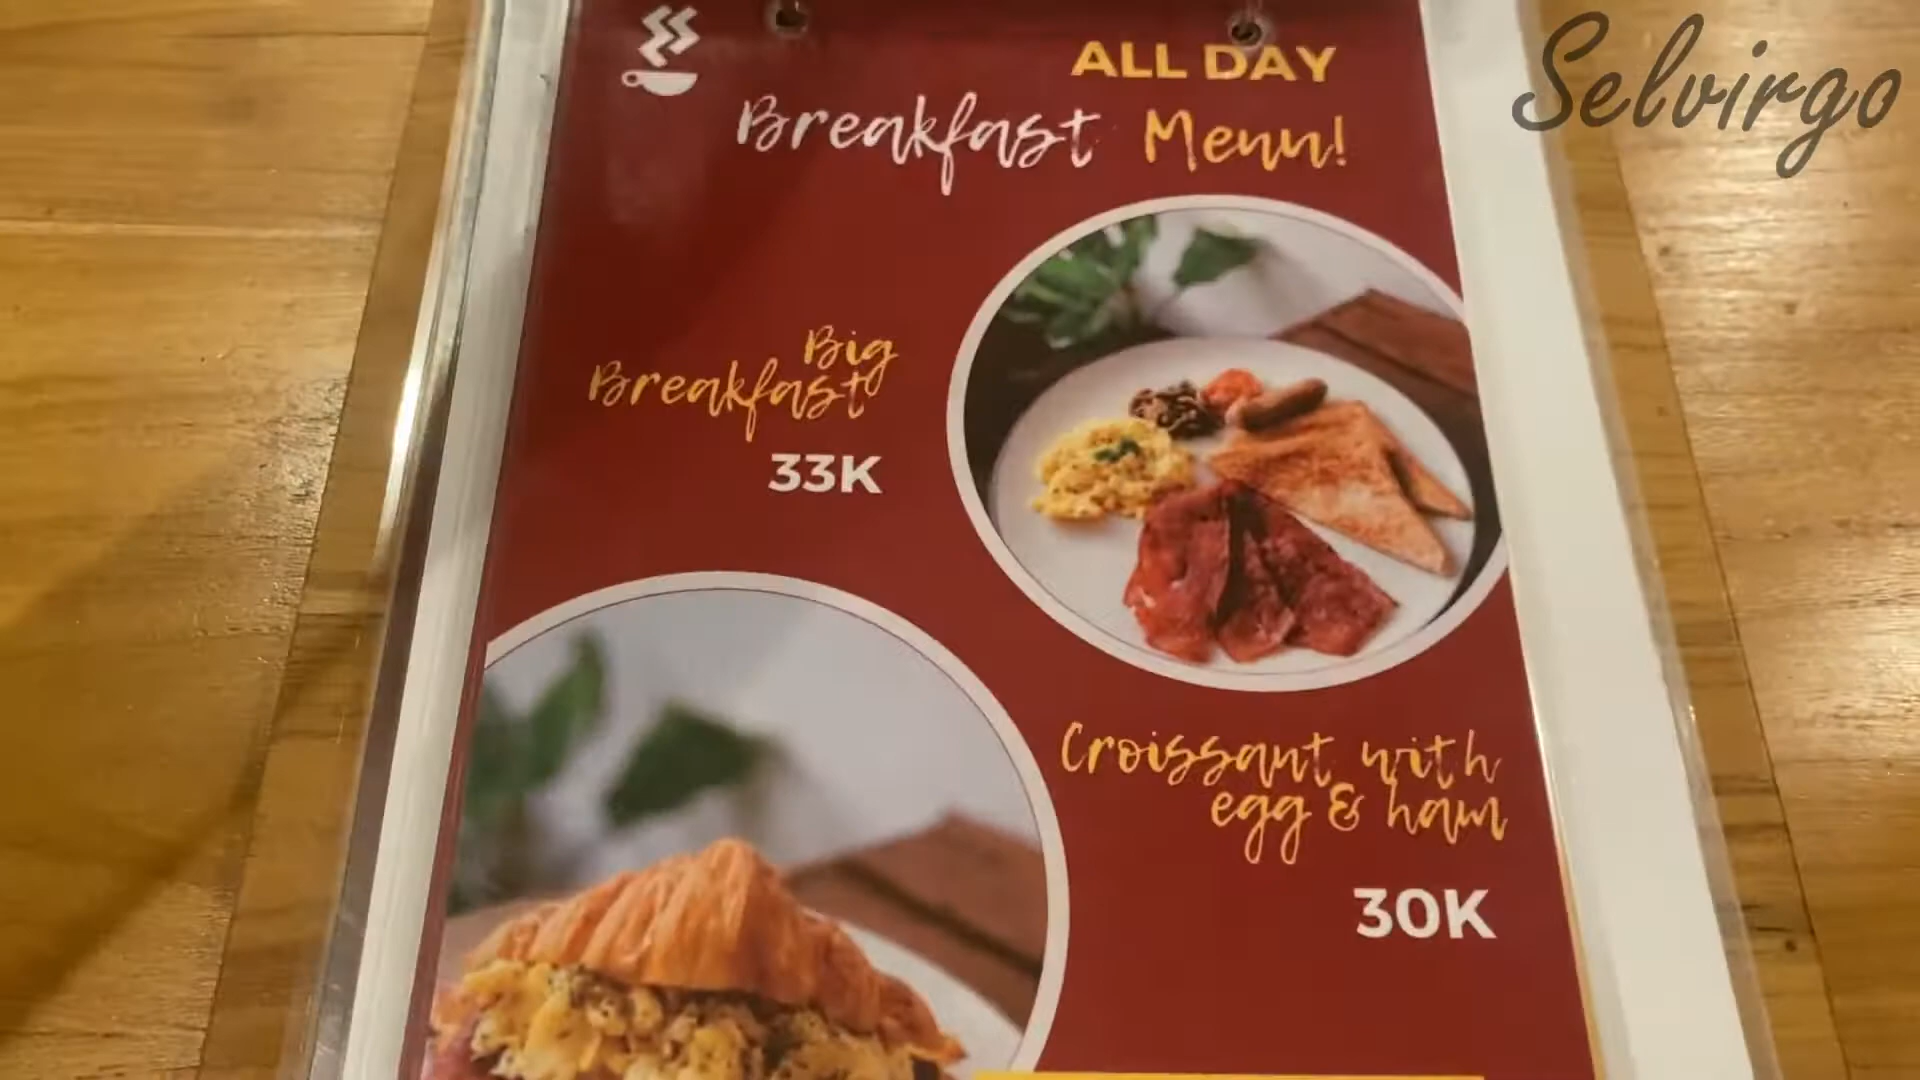 ALL DAY
Breakfast Menu!
Selvirgo
Big
Breakfast
33K
Croissant with
egg & ham
30K